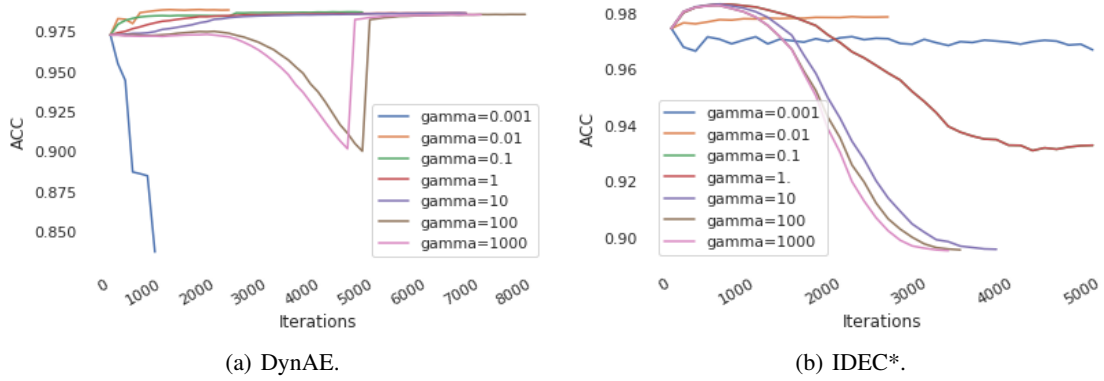 0.975
0.950
0.925
0.900
0.875
0.850
ACC
gamma=0.001
gamma=0.01
gamma=0.1
gamma=1
gamma=10
gamma=100
gamma=1000
0
1000
2000
3000
4000
5000
6000
7000
8000
Iterations
(a) DynAE.
0.98
0.96
0.94
0.92
0.90
ACC
gamma=0.001
gamma=0.01
gamma=0.1
gamma=1.
gamma=10
gamma=100
gamma=1000
0
1000
2000
3000
4000
5000
Iterations
(b) IDEC*.